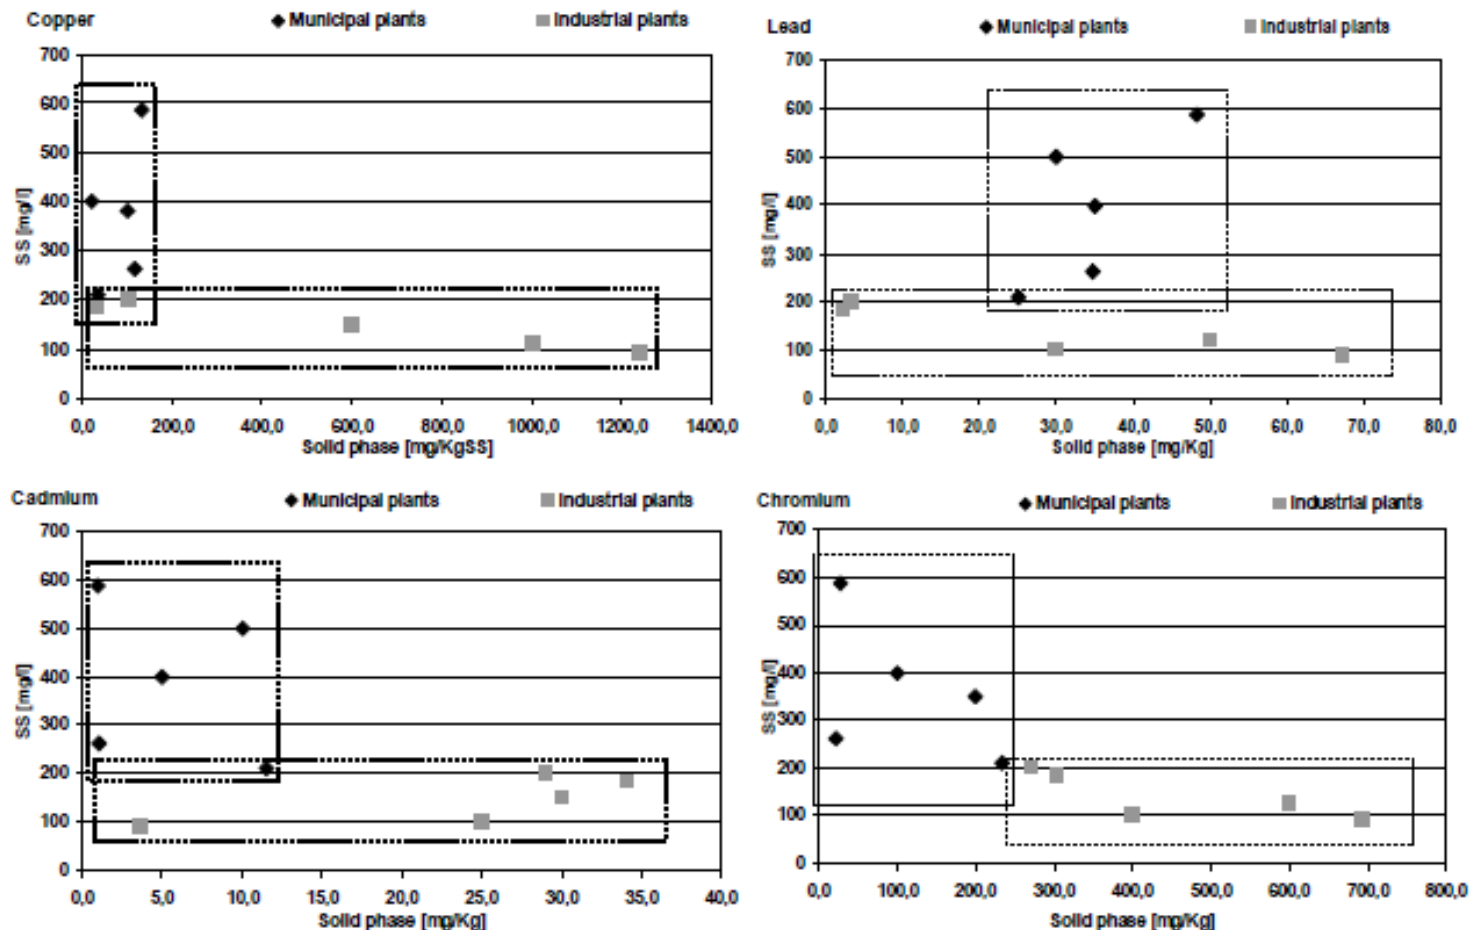 Copper ◆ Municipal plants ■ Industrial plants
700
600
500
400
300
200
100
0
SS [mg/l]
0,0 200,0 400,0 600,0 800,0 1000,0 1200,0 1400,0
Solid phase [mg/KgSS]
Lead ◆ Municipal plants ■ Industrial plants
700
600
500
400
300
200
100
0
SS [mg/l]
0,0 10,0 20,0 30,0 40,0 50,0 60,0 70,0 80,0
Solid phase [mg/Kg]
Cadmium ◆ Municipal plants ■ Industrial plants
700
600
500
400
300
200
100
0
SS [mg/l]
0,0 5,0 10,0 15,0 20,0 25,0 30,0 35,0 40,0
Solid phase [mg/Kg]
Chromium ◆ Municipal plants ■ Industrial plants
700
600
500
400
300
200
100
0
SS [mg/l]
0,0 100,0 200,0 300,0 400,0 500,0 600,0 700,0 800,0
Solid phase [mg/Kg]